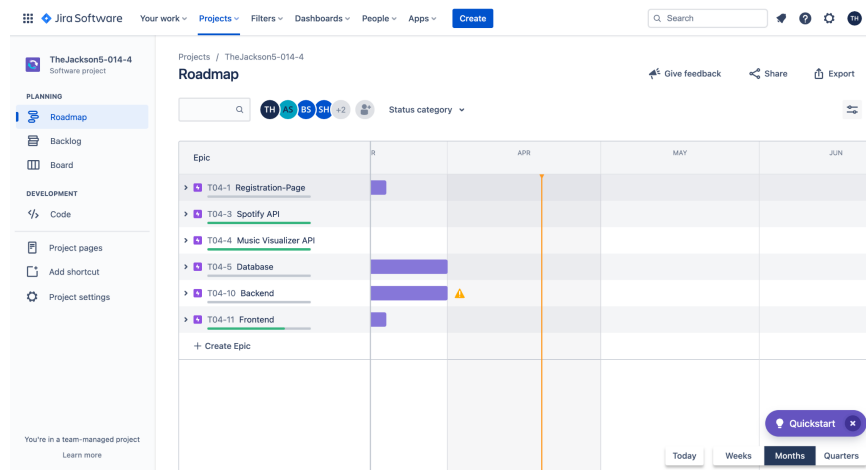 Jira Software
Your work Projects Filters Dashboards People Apps Create Search TH
TheJackson5-014-4
Software project
PLANNING
Roadmap
Backlog
Board
DEVELOPMENT
Code
Project pages
Add shortcut
Project settings
You're in a team-managed project
Learn more
Projects / TheJackson5-014-4
Roadmap
Give feedback Share Export
TH AS BS SH +2 Status category
Epic R APR MAY JUN
T04-1 Registration-Page
T04-3 Spotify API
T04-4 Music Visualizer API
T04-5 Database
T04-10 Backend
T04-11 Frontend
+ Create Epic
Quickstart
Today Weeks Months Quarters